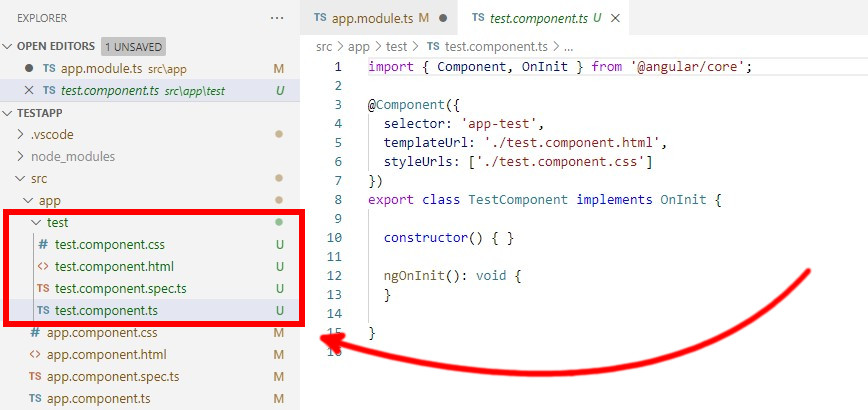 EXPLORER ...
OPEN EDITORS 1 UNSAVED
● TS app.module.ts src\app M
× TS test.component.ts src\app\test U
TESTAPP
.vscode
node_modules
src
app
test
# test.component.css U
<> test.component.html U
TS test.component.spec.ts U
TS test.component.ts U
# app.component.css M
<> app.component.html M
TS app.component.spec.ts M
TS app.component.ts M
TS app.module.ts M ●
TS test.component.ts U ×
src > app > test > TS test.component.ts > ...
1 import { Component, OnInit } from '@angular/core';
2
3 @Component({
4 selector: 'app-test',
5 templateUrl: './test.component.html',
6 styleUrls: ['./test.component.css']
7 })
8 export class TestComponent implements OnInit {
9
10 constructor() { }
11
12 ngOnInit(): void {
13 }
14
15 }
16